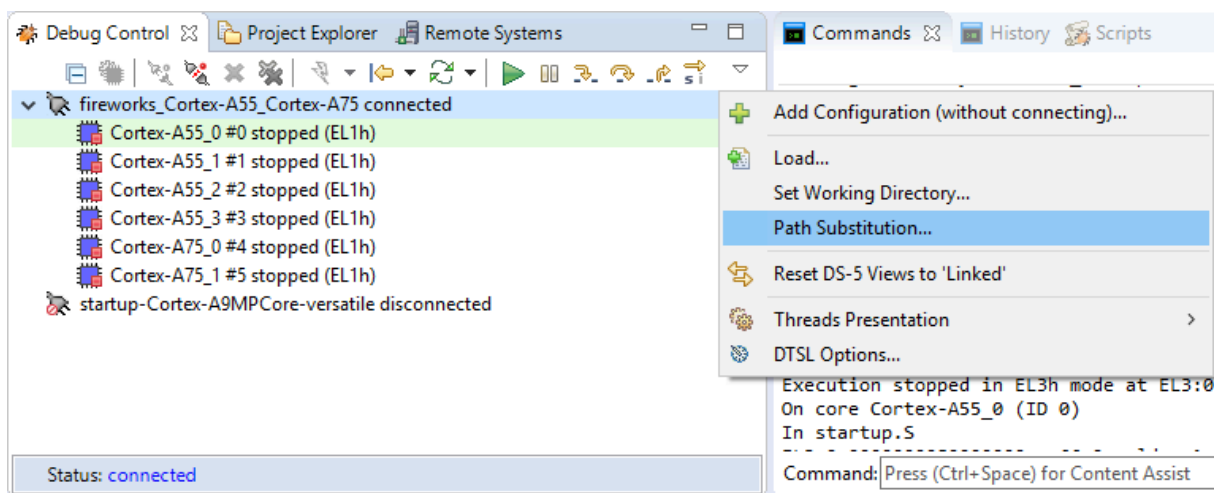 Debug Control
Project Explorer
Remote Systems
Commands
History
Scripts
fireworks_Cortex-A55_Cortex-A75 connected
Cortex-A55_0 #0 stopped (EL1h)
Cortex-A55_1 #1 stopped (EL1h)
Cortex-A55_2 #2 stopped (EL1h)
Cortex-A55_3 #3 stopped (EL1h)
Cortex-A75_0 #4 stopped (EL1h)
Cortex-A75_1 #5 stopped (EL1h)
startup-Cortex-A9MPCore-versatile disconnected
Status: connected
Add Configuration (without connecting)...
Load...
Set Working Directory...
Path Substitution...
Reset DS-5 Views to 'Linked'
Threads Presentation
DTSL Options...
Execution stopped in EL3h mode at EL3:0
On core Cortex-A55_0 (ID 0)
In startup.S
Command: Press (Ctrl+Space) for Content Assist